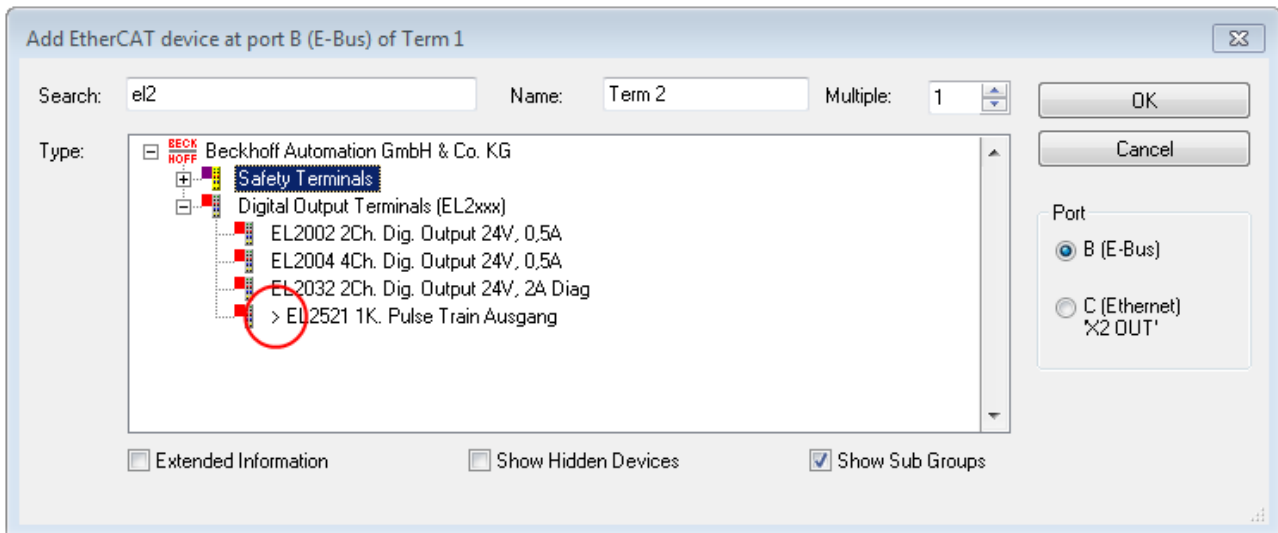 Add EtherCAT device at port B (E-Bus) of Term 1
Search: el2 Name: Term 2 Multiple: 1 OK
Type: BECKHOFF Beckhoff Automation GmbH & Co. KG Cancel
Safety Terminals
Digital Output Terminals (EL2xxx) Port
EL2002 2Ch. Dig. Output 24V, 0,5A
B (E-Bus)
EL2004 4Ch. Dig. Output 24V, 0,5A
EL2032 2Ch. Dig. Output 24V, 2A Diag
> EL2521 1K. Pulse Train Ausgang
C (Ethernet)
'X2 OUT'
Extended Information Show Hidden Devices Show Sub Groups